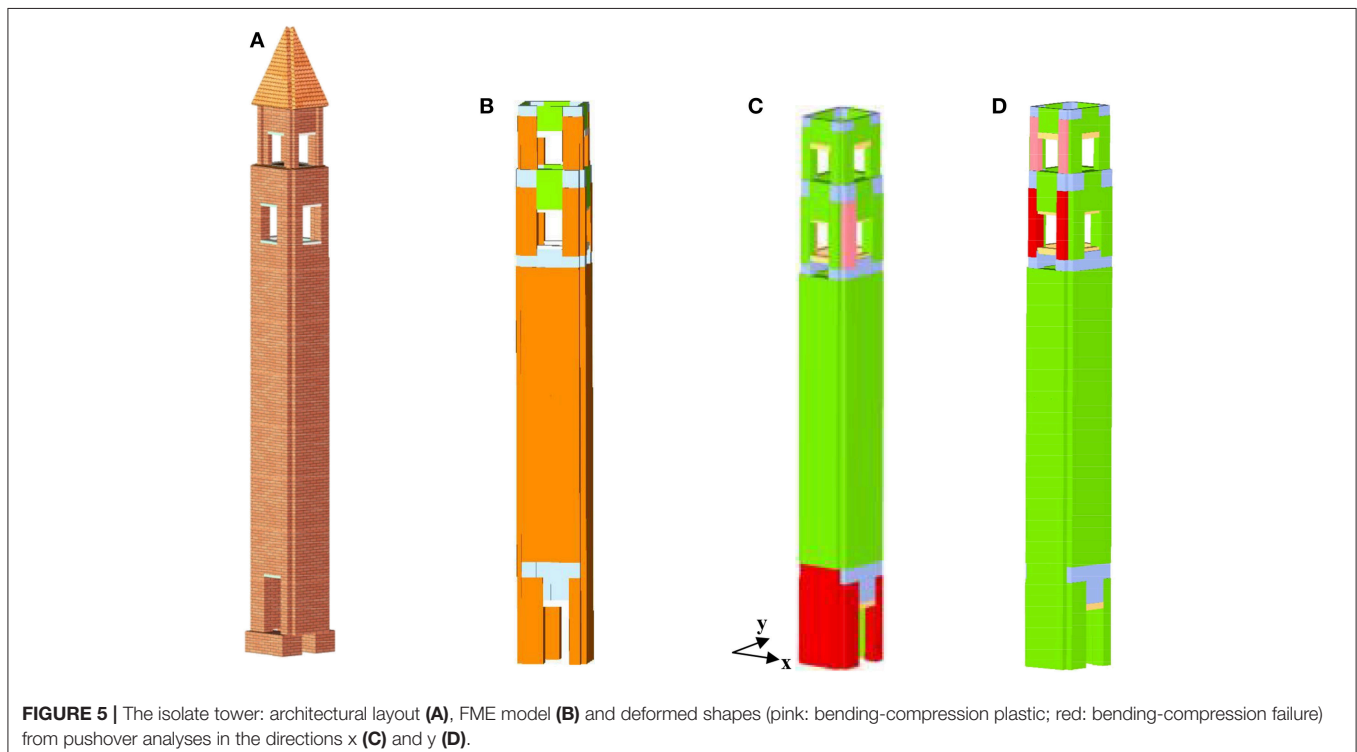 A
B
C
D
y
x
FIGURE 5 | The isolate tower: architectural layout (A), FME model (B) and deformed shapes (pink: bending-compression plastic; red: bending-compression failure)
from pushover analyses in the directions x (C) and y (D).